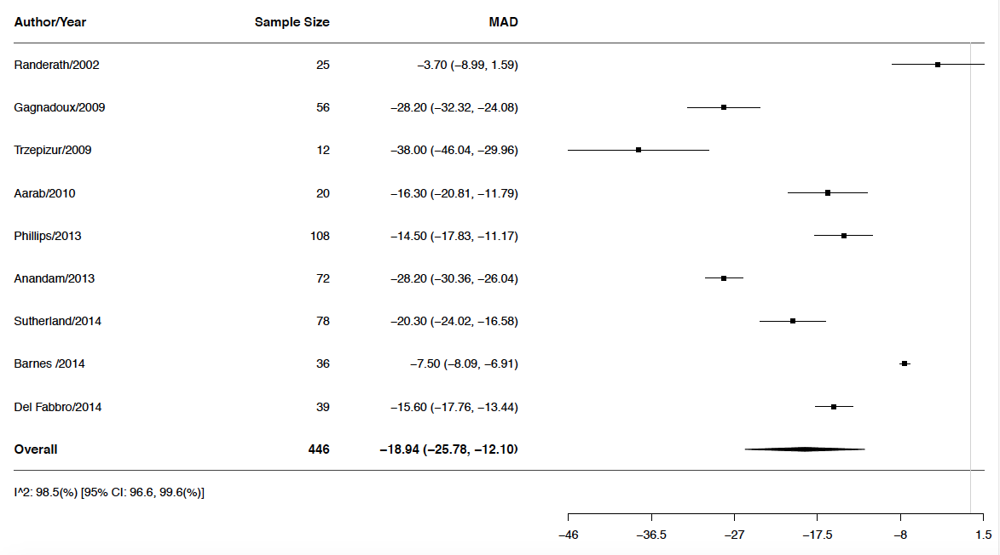 Author/Year Sample Size MAD
Randerath/2002 25 −3.70 (−8.99, 1.59)
Gagnadoux/2009 56 −28.20 (−32.32, −24.08)
Trzepizur/2009 12 −38.00 (−46.04, −29.96)
Aarab/2010 20 −16.30 (−20.81, −11.79)
Phillips/2013 108 −14.50 (−17.83, −11.17)
Anandam/2013 72 −28.20 (−30.36, −26.04)
Sutherland/2014 78 −20.30 (−24.02, −16.58)
Barnes /2014 36 −7.50 (−8.09, −6.91)
Del Fabbro/2014 39 −15.60 (−17.76, −13.44)
Overall 446 −18.94 (−25.78, −12.10)
I^2: 98.5(%) [95% CI: 96.6, 99.6(%)]
−46 −36.5 −27 −17.5 −8 1.5